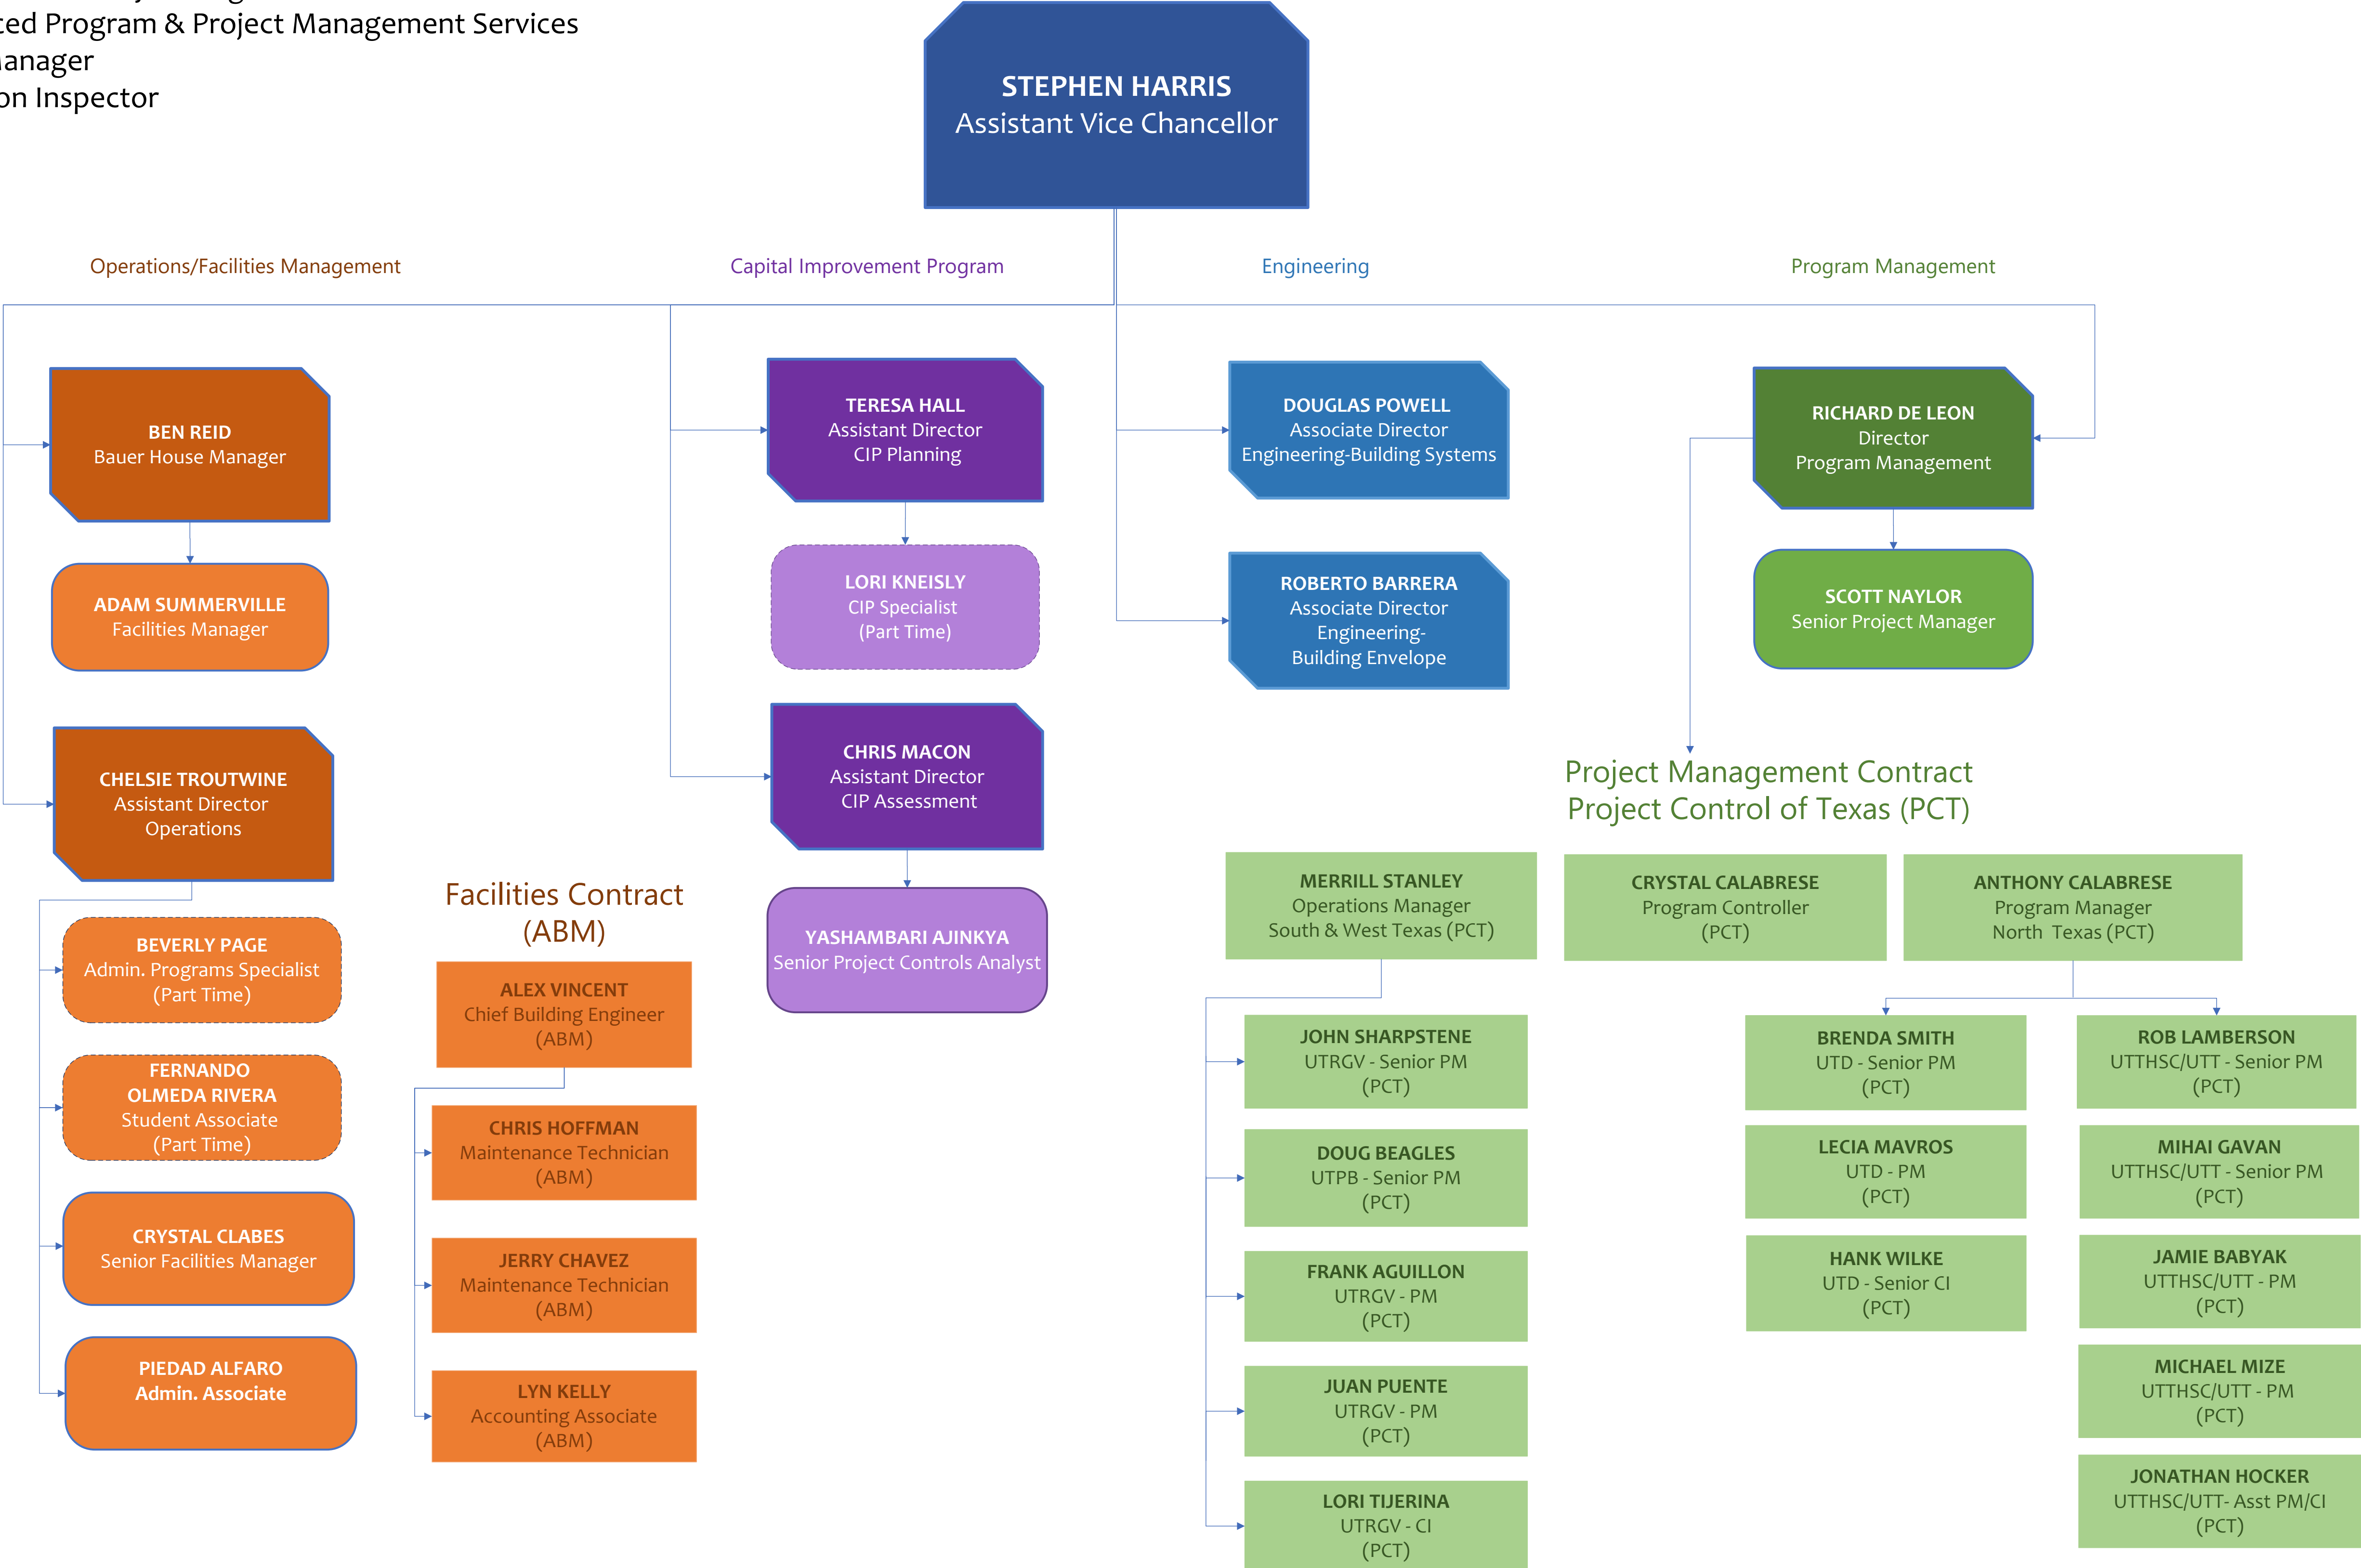 ted Program & Project Management Services
anager
on Inspector
STEPHEN HARRIS
Assistant Vice Chancellor
Operations/Facilities Management
Capital Improvement Program
Engineering
Program Management
BEN REID
Bauer House Manager
ADAM SUMMERVILLE
Facilities Manager
CHELSIE TROUTWINE
Assistant Director
Operations
BEVERLY PAGE
Admin. Programs Specialist
(Part Time)
FERNANDO
OLMEDA RIVERA
Student Associate
(Part Time)
CRYSTAL CLABES
Senior Facilities Manager
PIEDAD ALFARO
Admin. Associate
Facilities Contract
(ABM)
ALEX VINCENT
Chief Building Engineer
(ABM)
CHRIS HOFFMAN
Maintenance Technician
(ABM)
JERRY CHAVEZ
Maintenance Technician
(ABM)
LYN KELLY
Accounting Associate
(ABM)
TERESA HALL
Assistant Director
CIP Planning
LORI KNEISLY
CIP Specialist
(Part Time)
CHRIS MACON
Assistant Director
CIP Assessment
YASHAMBARI AJINKYA
Senior Project Controls Analyst
DOUGLAS POWELL
Associate Director
Engineering-Building Systems
ROBERTO BARRERA
Associate Director
Engineering-
Building Envelope
RICHARD DE LEON
Director
Program Management
SCOTT NAYLOR
Senior Project Manager
Project Management Contract
Project Control of Texas (PCT)
MERRILL STANLEY
Operations Manager
South & West Texas (PCT)
CRYSTAL CALABRESE
Program Controller
(PCT)
ANTHONY CALABRESE
Program Manager
North Texas (PCT)
JOHN SHARPSTENE
UTRGV - Senior PM
(PCT)
DOUG BEAGLES
UTPB - Senior PM
(PCT)
FRANK AGUILLON
UTRGV - PM
(PCT)
JUAN PUENTE
UTRGV - PM
(PCT)
LORI TIJERINA
UTRGV - CI
(PCT)
BRENDA SMITH
UTD - Senior PM
(PCT)
LECIA MAVROS
UTD - PM
(PCT)
HANK WILKE
UTD - Senior CI
(PCT)
ROB LAMBERSON
UTTHSC/UTT - Senior PM
(PCT)
MIHAI GAVAN
UTTHSC/UTT - Senior PM
(PCT)
JAMIE BABYAK
UTTHSC/UTT - PM
(PCT)
MICHAEL MIZE
UTTHSC/UTT - PM
(PCT)
JONATHAN HOCKER
UTTHSC/UTT- Asst PM/CI
(PCT)